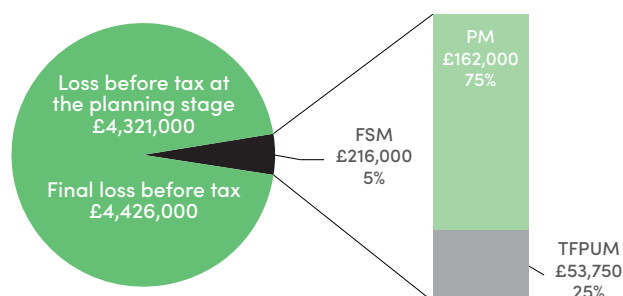 Loss before tax at
the planning stage
£4,321,000
Final loss before tax
£4,426,000
FSM
£216,000
5%
PM
£162,000
75%
TFPUM
£53,750
25%